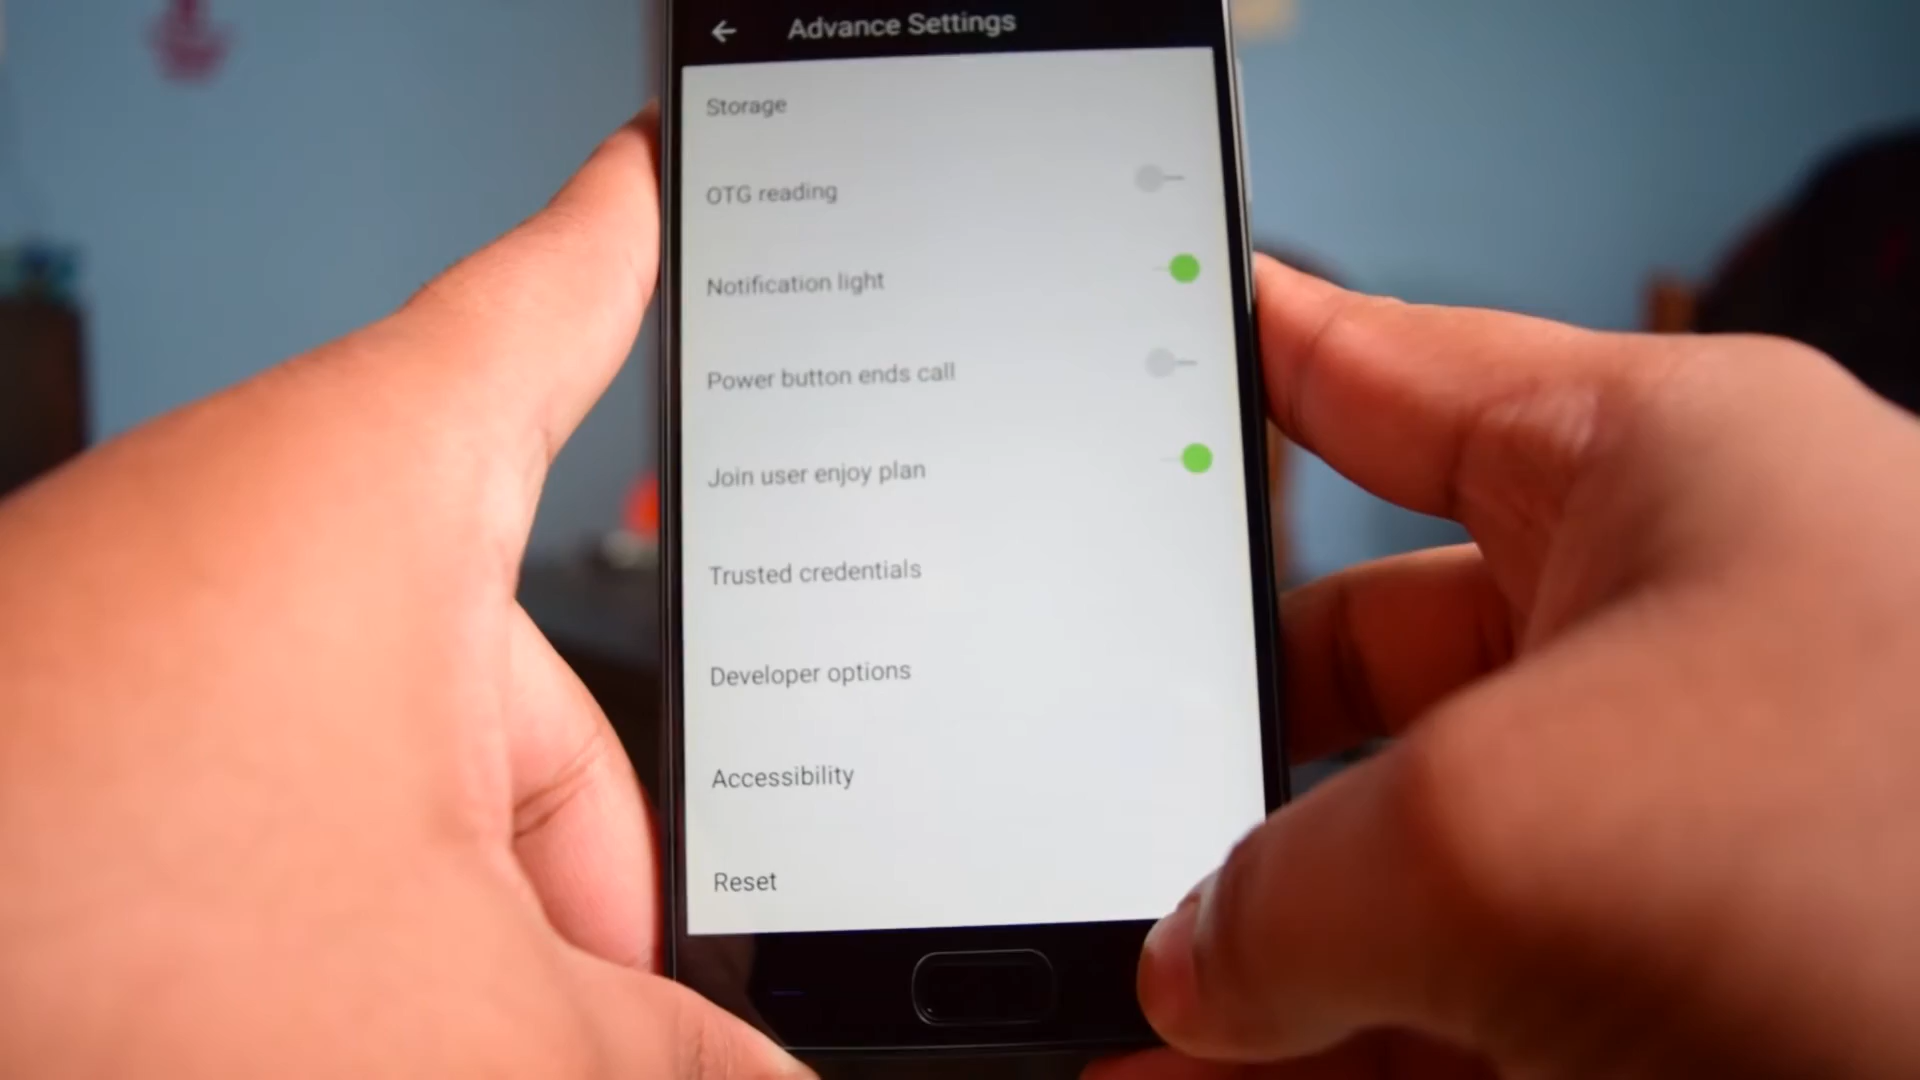 Advance Settings
Storage
OTG reading
Notification light
Power button ends call
Join user enjoy plan
Trusted credentials
Developer options
Accessibility
Reset